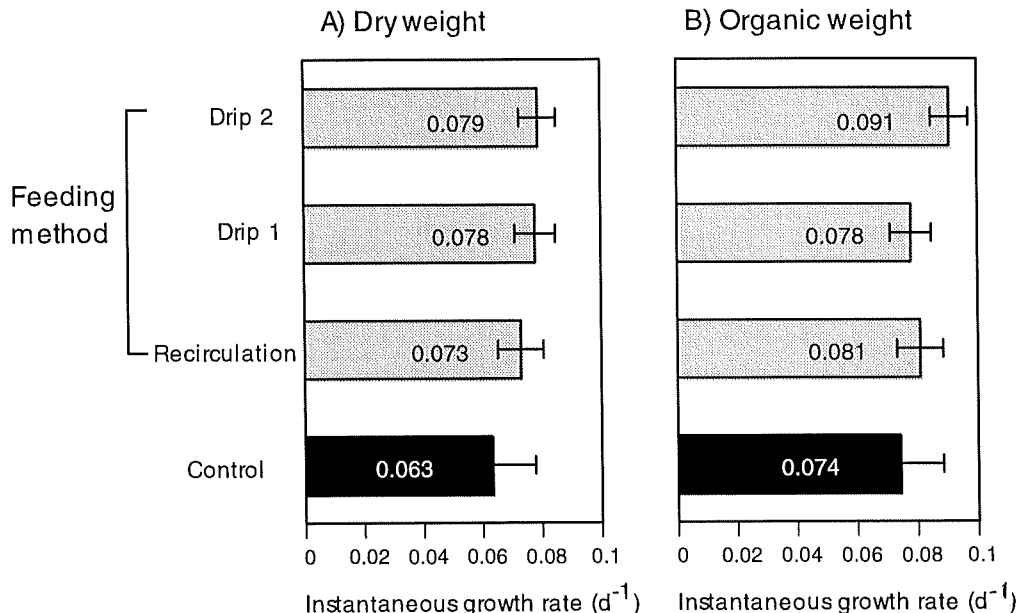 A) Dry weight
B) Organic weight
Feeding
method
Drip 2
0.079
0.091
Drip 1
0.078
0.078
Recirculation
0.073
0.081
Control
0.063
0.074
0 0.02 0.04 0.06 0.08 0.1
0 0.02 0.04 0.06 0.08 0.1
Instantaneous growth rate (d⁻¹)
Instantaneous growth rate (d⁻¹)